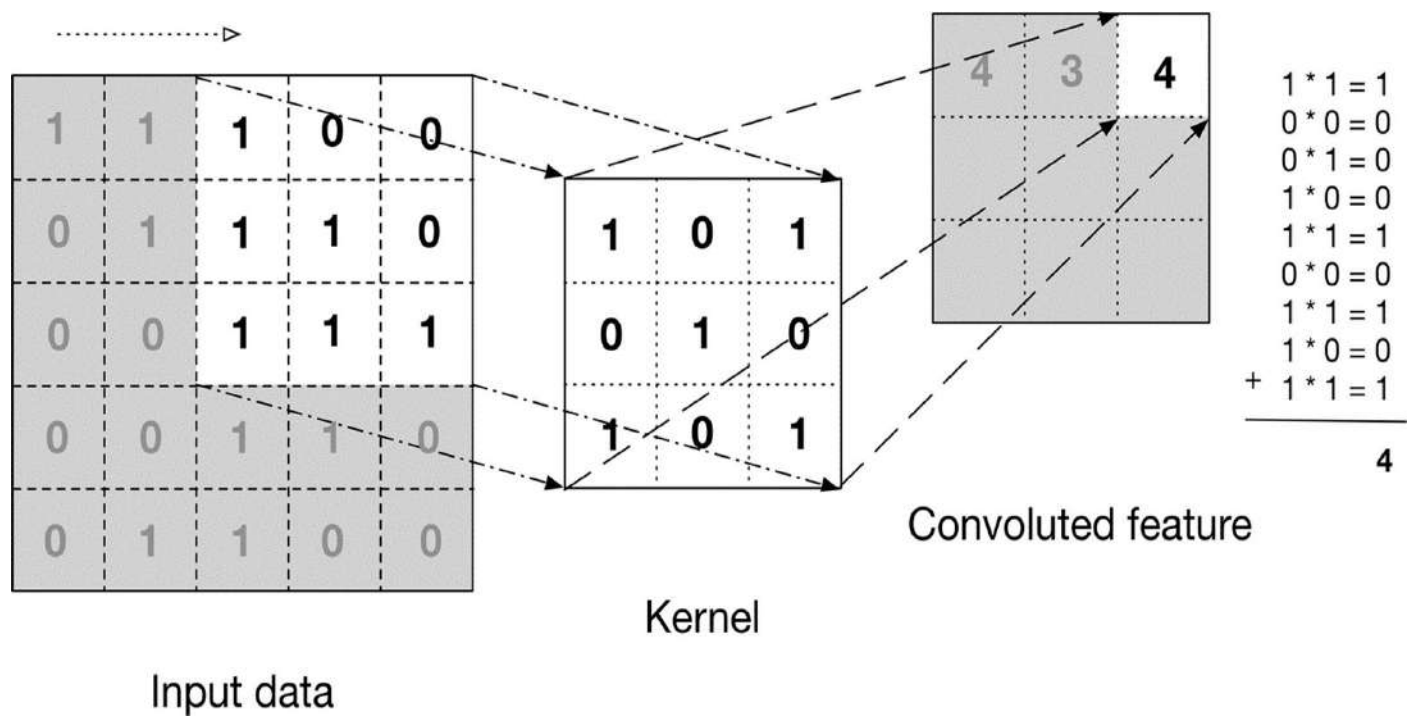 1 1 1 0 0
0 1 1 1 0
0 0 1 1 1
0 0 1 1 0
0 1 1 0 0
Input data
1 0 1
0 1 0
1 0 1
Kernel
4 3 4
Convoluted feature
1 * 1 = 1
0 * 0 = 0
0 * 1 = 0
1 * 0 = 0
1 * 1 = 1
0 * 0 = 0
1 * 1 = 1
1 * 0 = 0
+ 1 * 1 = 1
4